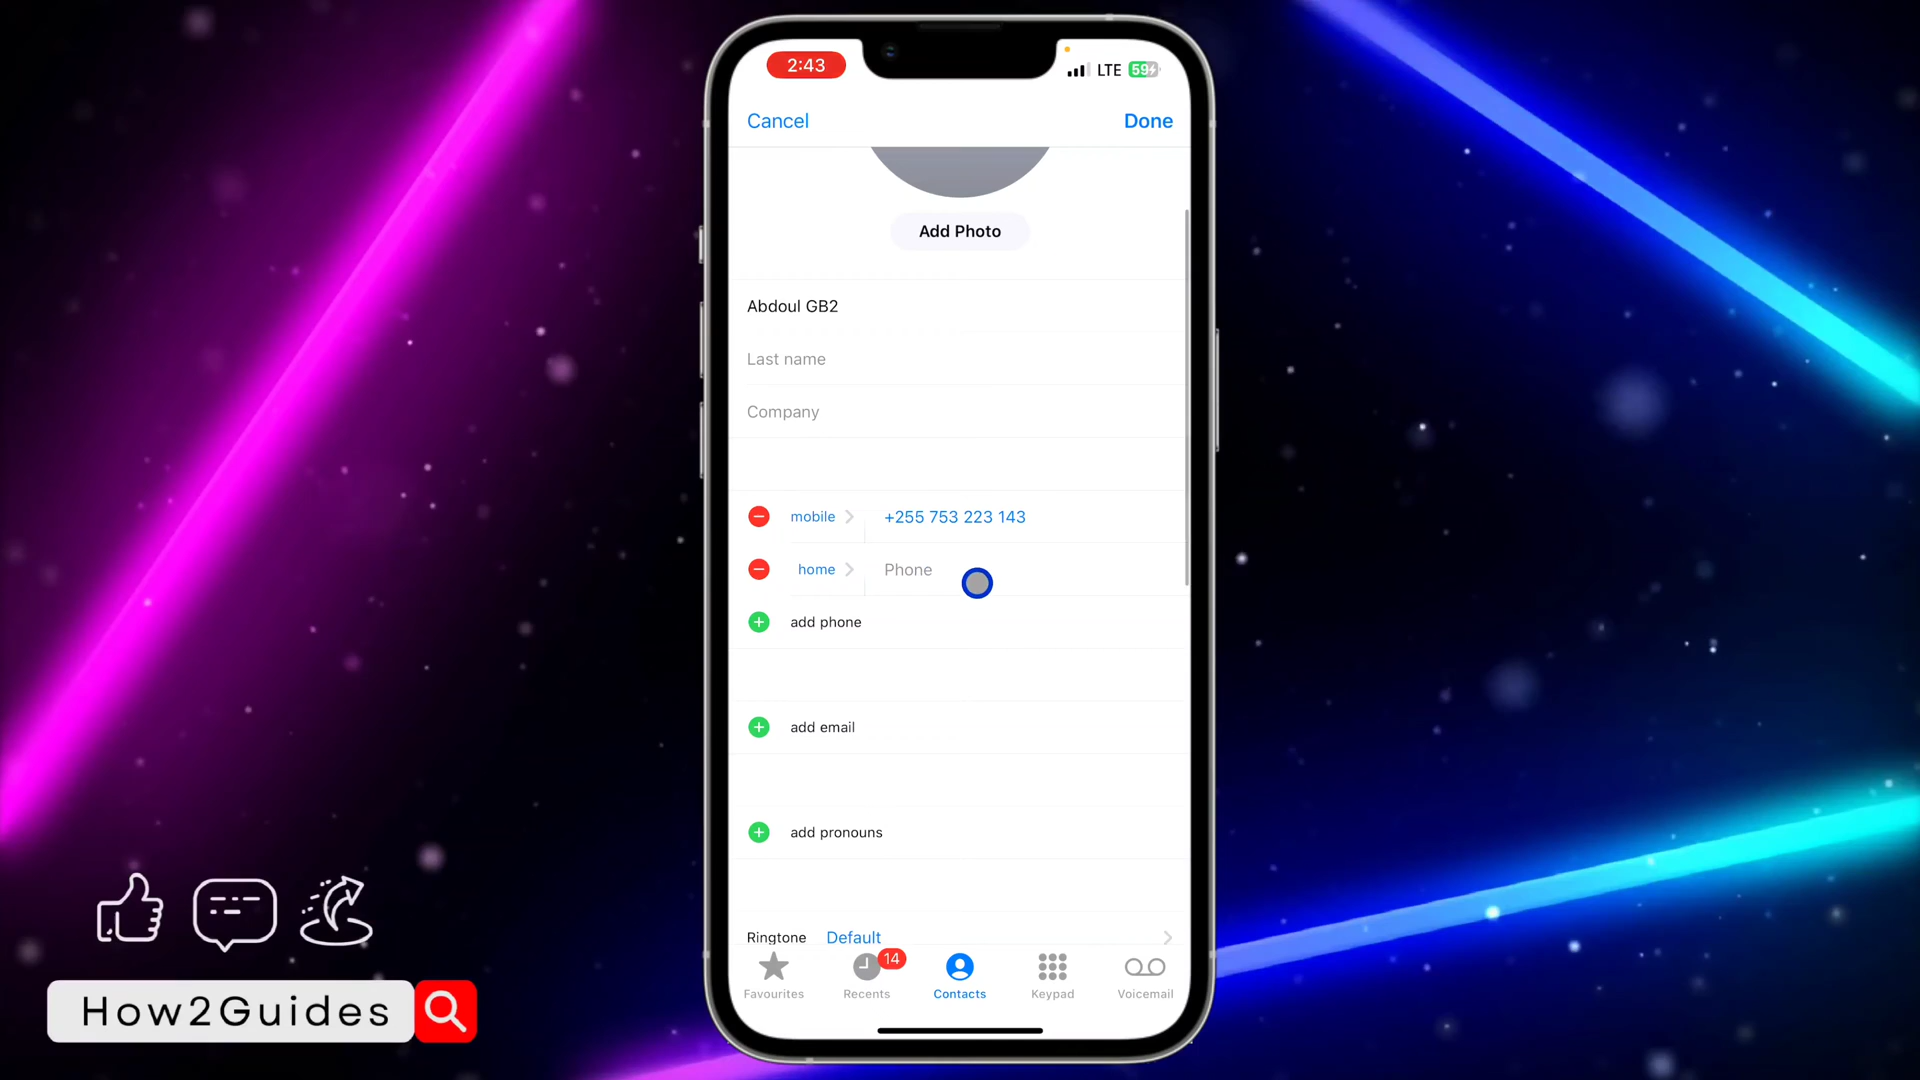 2:43
LTE 59
Cancel
Done
Add Photo
Abdoul GB2
Last name
Company
mobile +255 753 223 143
home Phone
add phone
add email
add pronouns
Ringtone Default
14
Favourites Recents Contacts Keypad Voicemail
How2Guides